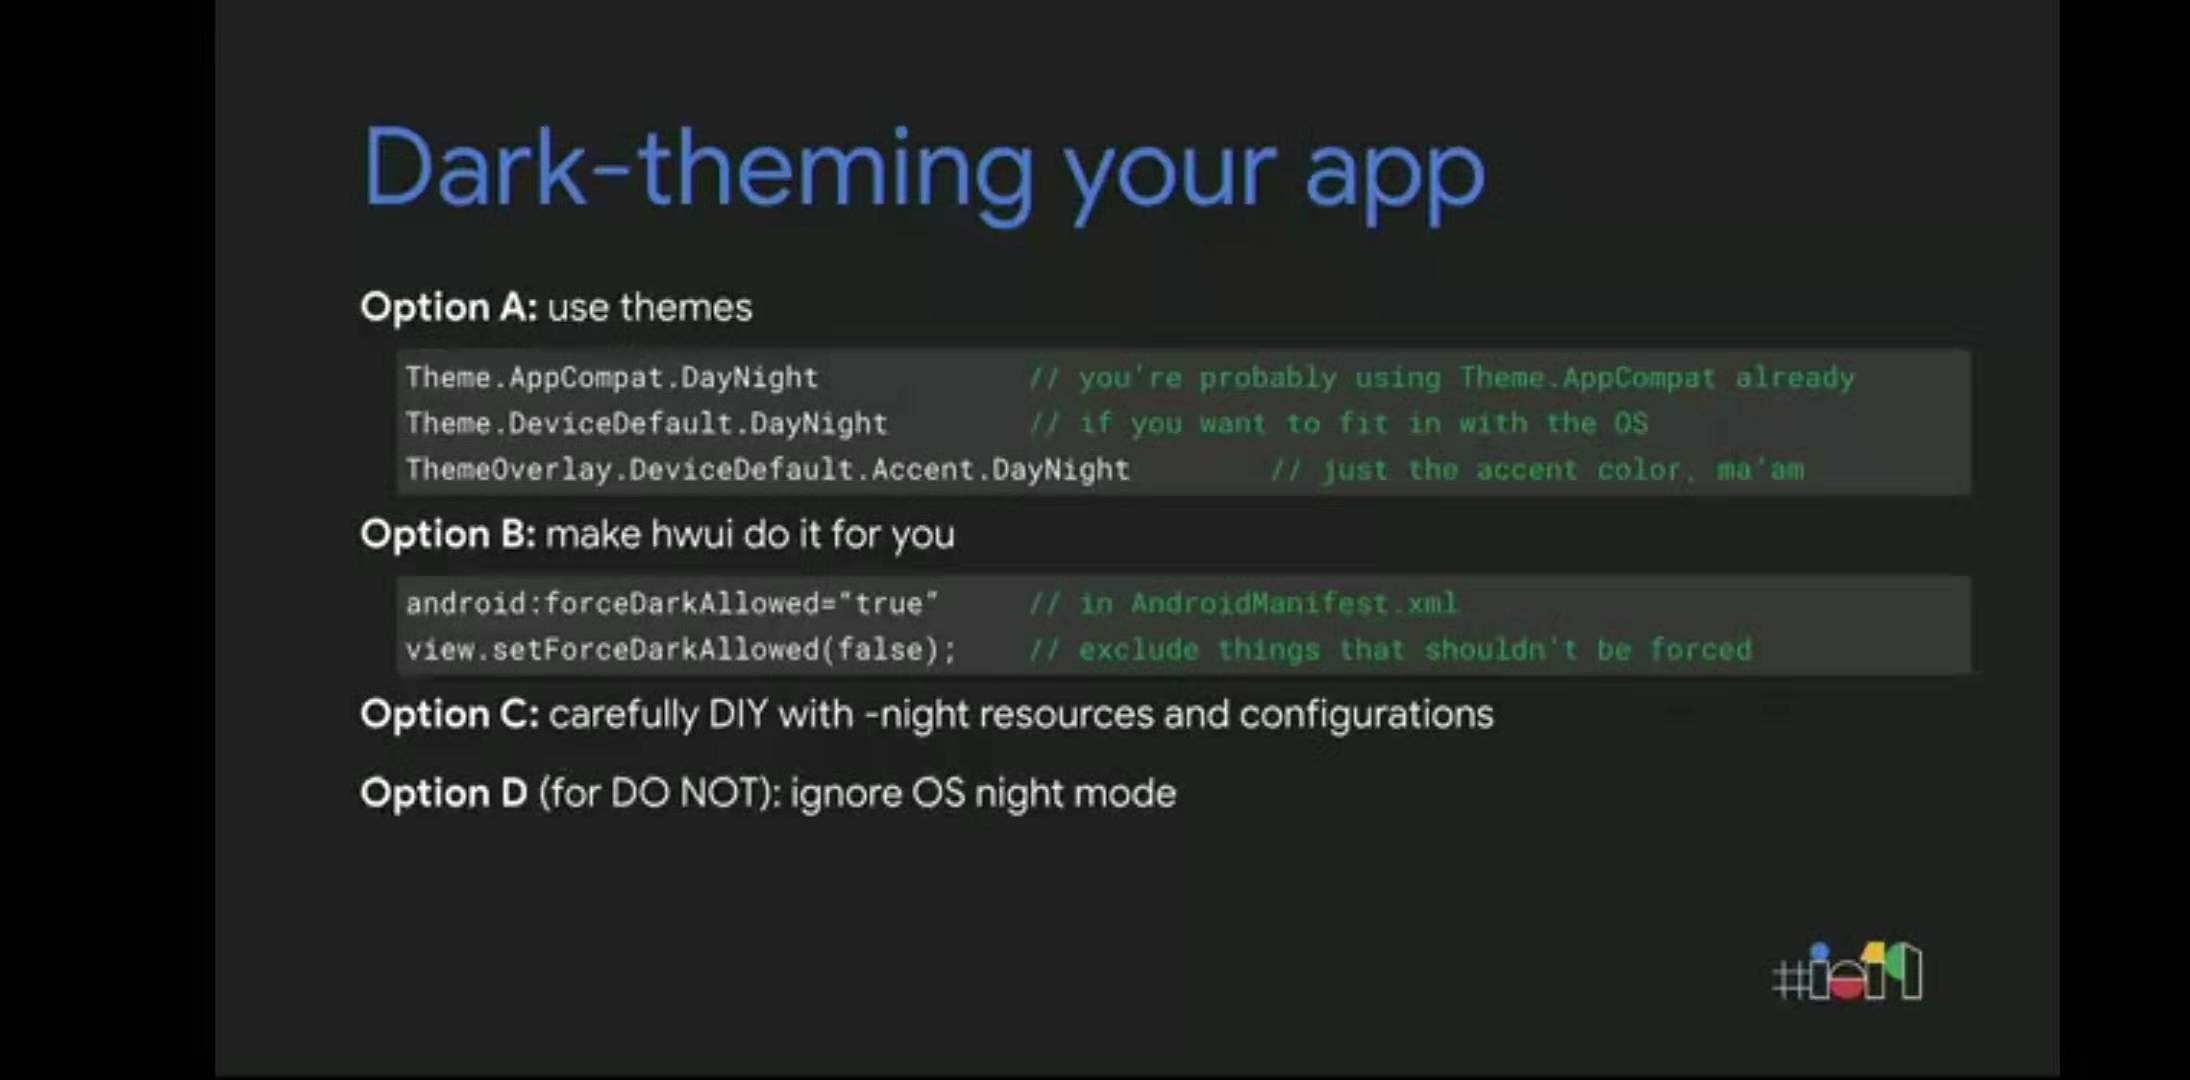 Dark-theming your app
Option A: use themes
Theme.AppCompat.DayNight // you're probably using Theme.AppCompat already
Theme.DeviceDefault.DayNight // if you want to fit in with the OS
ThemeOverlay.DeviceDefault.Accent.DayNight // just the accent color, ma'am
Option B: make hwui do it for you
android:forceDarkAllowed="true" // in AndroidManifest.xml
view.setForceDarkAllowed(false); // exclude things that shouldn't be forced
Option C: carefully DIY with -night resources and configurations
Option D (for DO NOT): ignore OS night mode
#io19